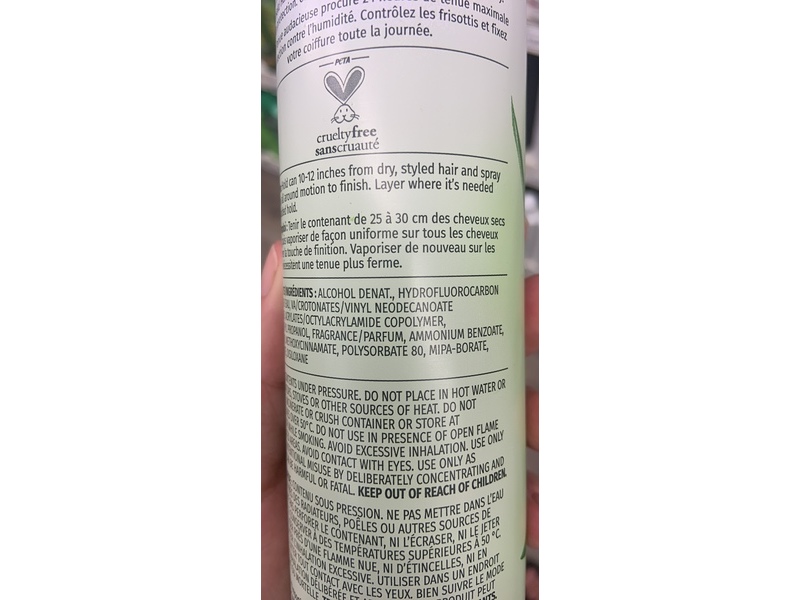 audacieuse procure 24 heures de tenue maximale
contre l'humidité. Contrôlez les frisottis et fixez
votre coiffure toute la journée.
PETA
crueltyfree
sanscruauté
Hold can 10-12 inches from dry, styled hair and spray
around motion to finish. Layer where it's needed
hold.
Tenir le contenant de 25 à 30 cm des cheveux secs
vaporiser de façon uniforme sur tous les cheveux
touche de finition. Vaporiser de nouveau sur les
une tenue plus ferme.
INGRÉDIENTS : ALCOHOL DENAT., HYDROFLUOROCARBON
VA/CROTONATES/VINYL NEODECANOATE
ACRYLATES/OCTYLACRYLAMIDE COPOLYMER,
PROPANOL, FRAGRANCE/PARFUM, AMMONIUM BENZOATE,
POLYSORBATE 80, MIPA-BORATE,
UNDER PRESSURE. DO NOT PLACE IN HOT WATER OR
STOVES OR OTHER SOURCES OF HEAT. DO NOT
OR CRUSH CONTAINER OR STORE AT
50°C. DO NOT USE IN PRESENCE OF OPEN FLAME
SMOKING. AVOID EXCESSIVE INHALATION. USE ONLY
AVOID CONTACT WITH EYES. USE ONLY AS
MISUSE BY DELIBERATELY CONCENTRATING AND
HARMFUL OR FATAL. KEEP OUT OF REACH OF CHILDREN.
CONTENU SOUS PRESSION. NE PAS METTRE DANS L'EAU
DES RADIATEURS, POÊLES OU AUTRES SOURCES DE
LE CONTENANT, NI L'ÉCRASER, NI LE JETER
À DES TEMPÉRATURES SUPÉRIEURES À 50 °C.
D'UNE FLAMME NUE, NI D'ÉTINCELLES, NI EN
EXCESSIVE. UTILISER DANS UN ENDROIT
CONTACT AVEC LES YEUX. BIEN SUIVRE LE MODE
DÉLIBÉRÉE ET
PRODUIT PEUT